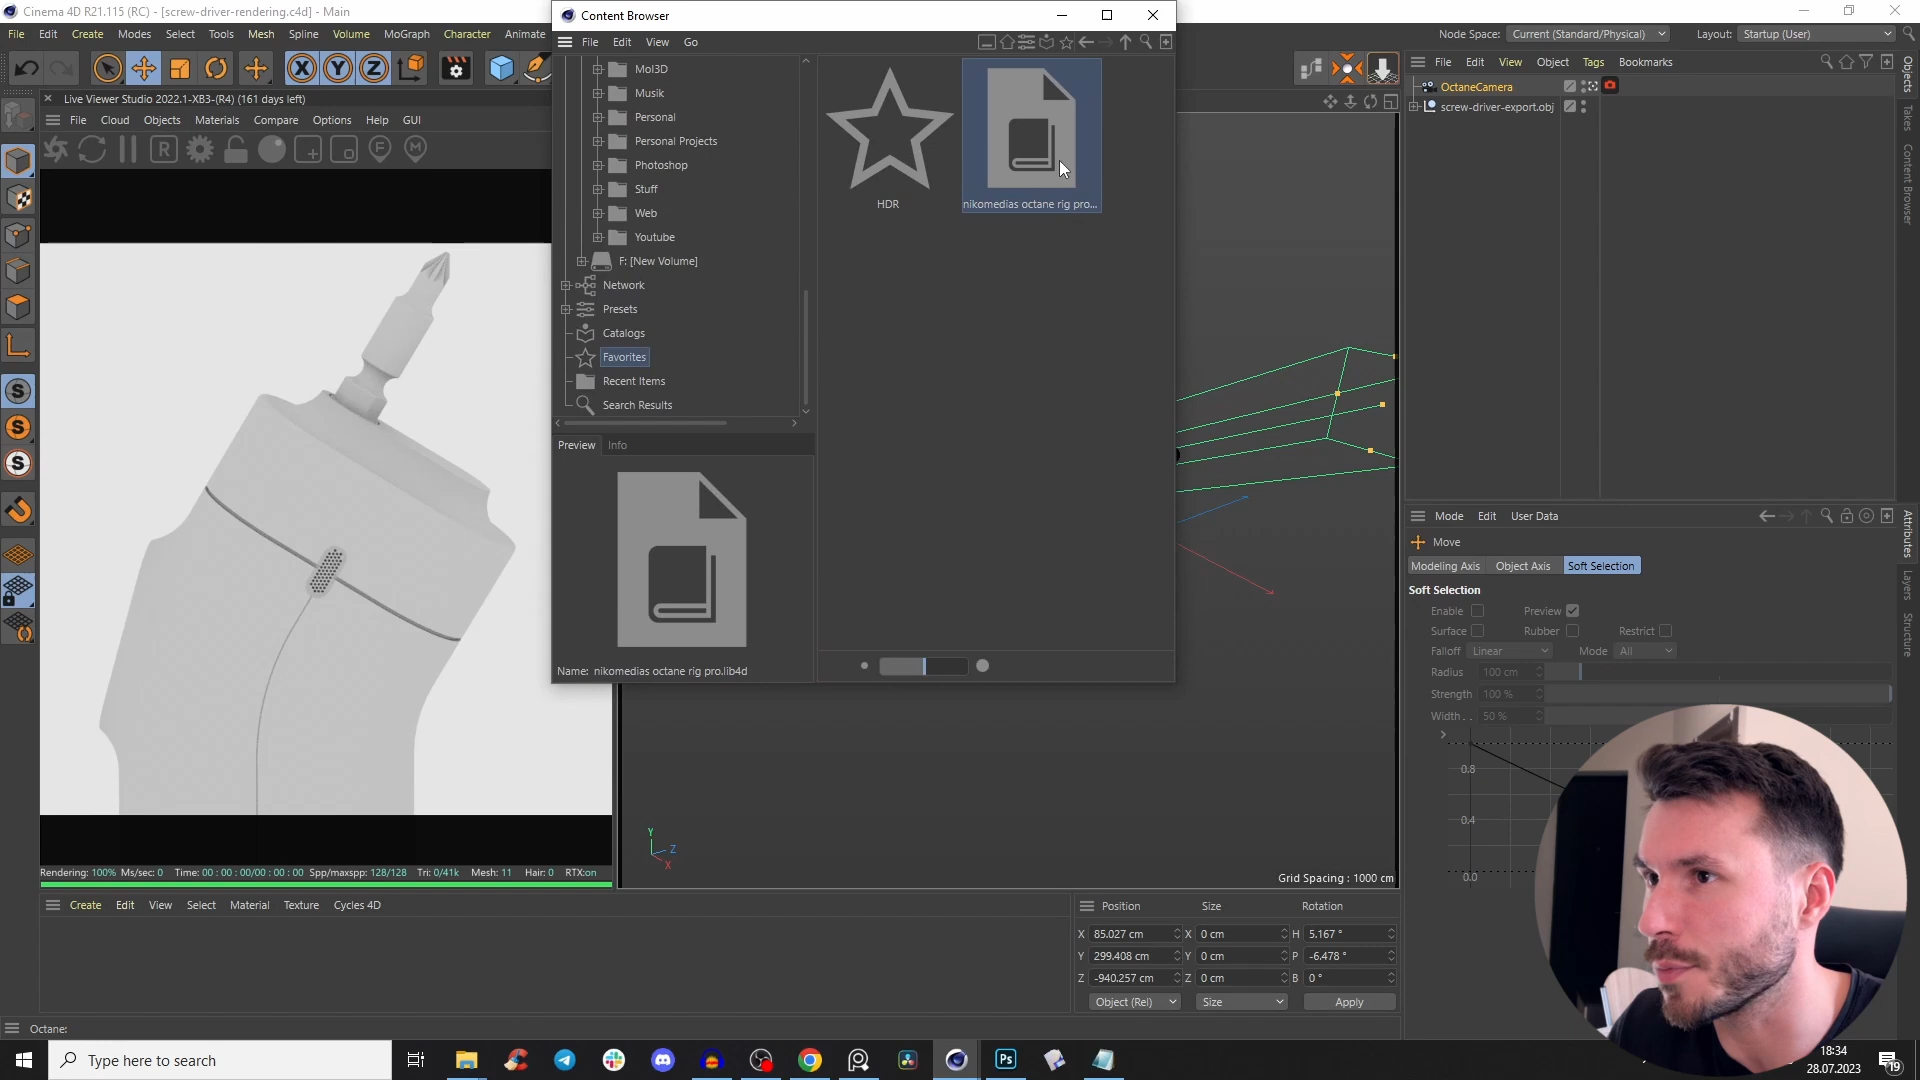 Cinema 4D R21.115 (RC) - [screw-driver-rendering.c4d] - Main
File Edit Create Modes Select Tools Mesh Spline Volume MoGraph Character Animate
Content Browser
File Edit View Go
Node Space: Current (Standard/Physical) Layout: Startup (User)
File Edit View Object Tags Bookmarks
Live Viewer Studio 2022.1-XB3-(R4) (161 days left)
File Cloud Objects Materials Compare Options Help GUI
Mol3D
Musik
Personal
Personal Projects
Photoshop
Stuff
Web
Youtube
F: [New Volume]
Network
Presets
Catalogs
Favorites
Recent Items
Search Results
HDR
nikomedias octane rig pro...
Preview Info
Name: nikomedias octane rig pro.lib4d
OctaneCamera
screw-driver-export.obj
Objects
Takes
Content Browser
Attributes
Layers
Structure
Mode Edit User Data
Move
Modeling Axis Object Axis Soft Selection
Soft Selection
Enable Preview
Surface Rubber Restrict
Falloff Linear Mode All
Radius 100 cm
Strength 100 %
Width . . 50 %
0.8
0.4
0.0
Y
Z
X
Grid Spacing : 1000 cm
Rendering: 100% Ms/sec: 0 Time: 00 : 00 : 00/00 : 00 : 00 Spp/maxspp: 128/128 Tri: 0/41k Mesh: 11 Hair: 0 RTX:on
Create Edit View Select Material Texture Cycles 4D
Position Size Rotation
X 85.027 cm X 0 cm H 5.167 °
Y 299.408 cm Y 0 cm P -6.478 °
Z -940.257 cm Z 0 cm B 0 °
Object (Rel) Size Apply
Octane:
Type here to search
18:34
28.07.2023
19